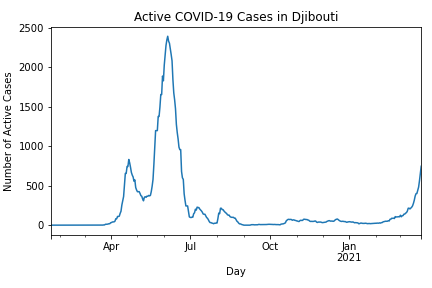 Active COVID-19 Cases in Djibouti
2500
2000
1500
1000
500
0
Number of Active Cases
Apr
Jul
Oct
Jan
2021
Day